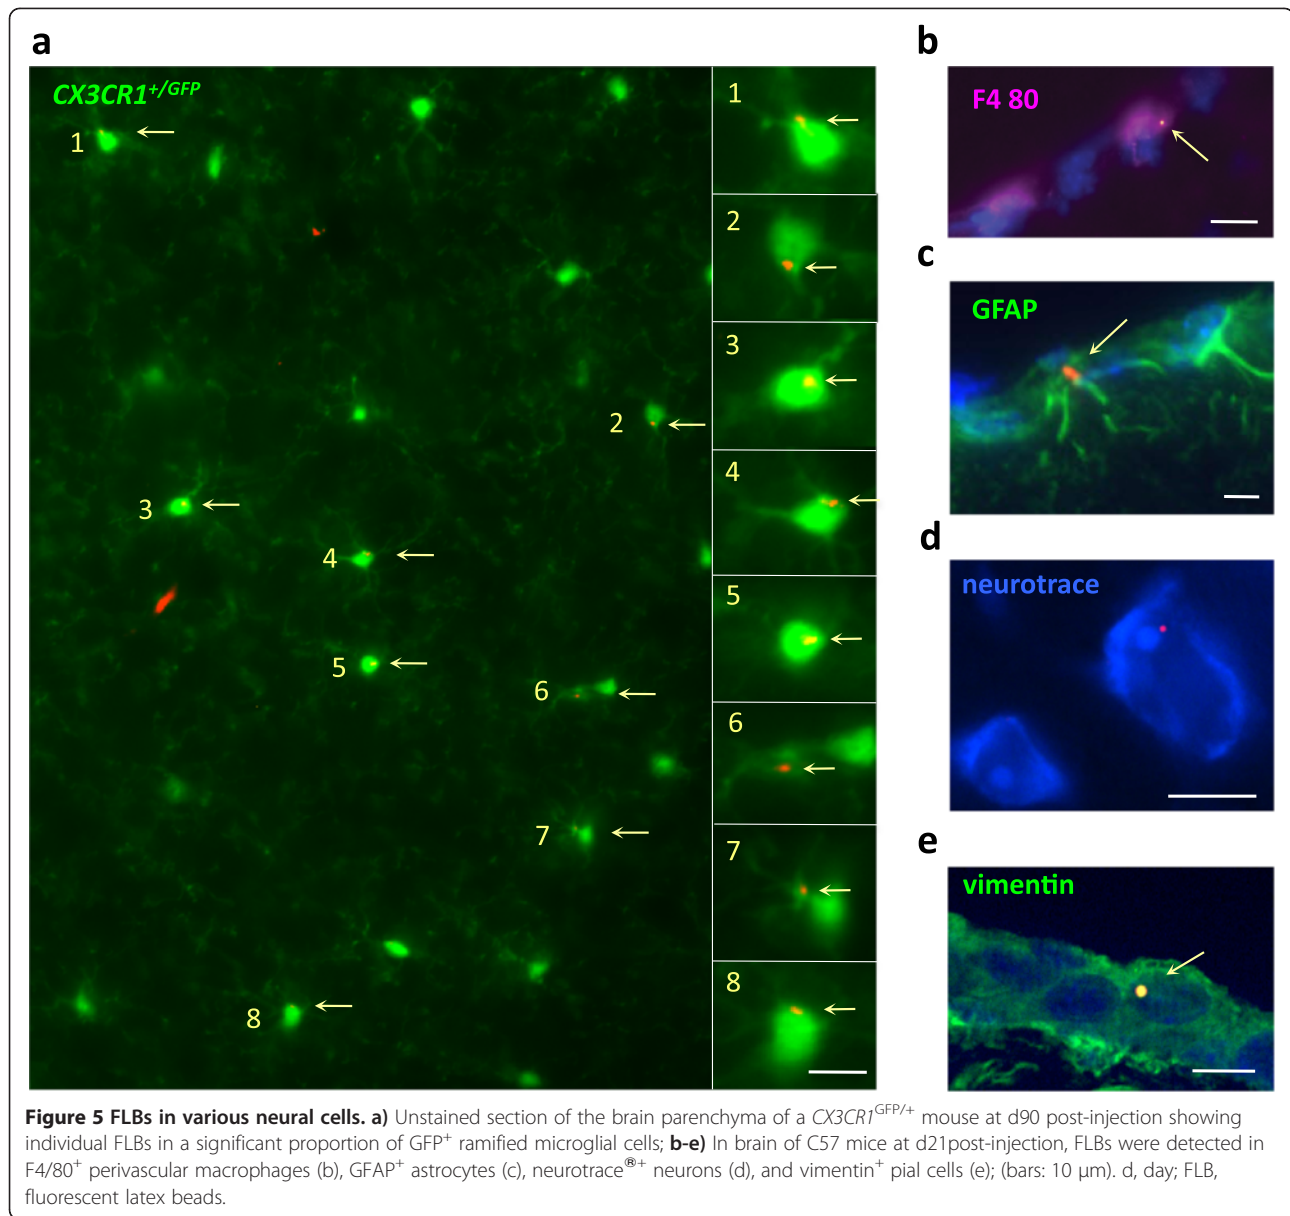 a
CX3CR1+/GFP
1
2
3
4
5
6
7
8
1
2
3
4
5
6
7
8
b
F4 80
c
GFAP
d
neurotrace
e
vimentin
Figure 5 FLBs in various neural cells. a) Unstained section of the brain parenchyma of a CX3CR1GFP/+ mouse at d90 post-injection showing
individual FLBs in a significant proportion of GFP+ ramified microglial cells; b-e) In brain of C57 mice at d21post-injection, FLBs were detected in
F4/80+ perivascular macrophages (b), GFAP+ astrocytes (c), neurotrace®+ neurons (d), and vimentin+ pial cells (e); (bars: 10 μm). d, day; FLB,
fluorescent latex beads.